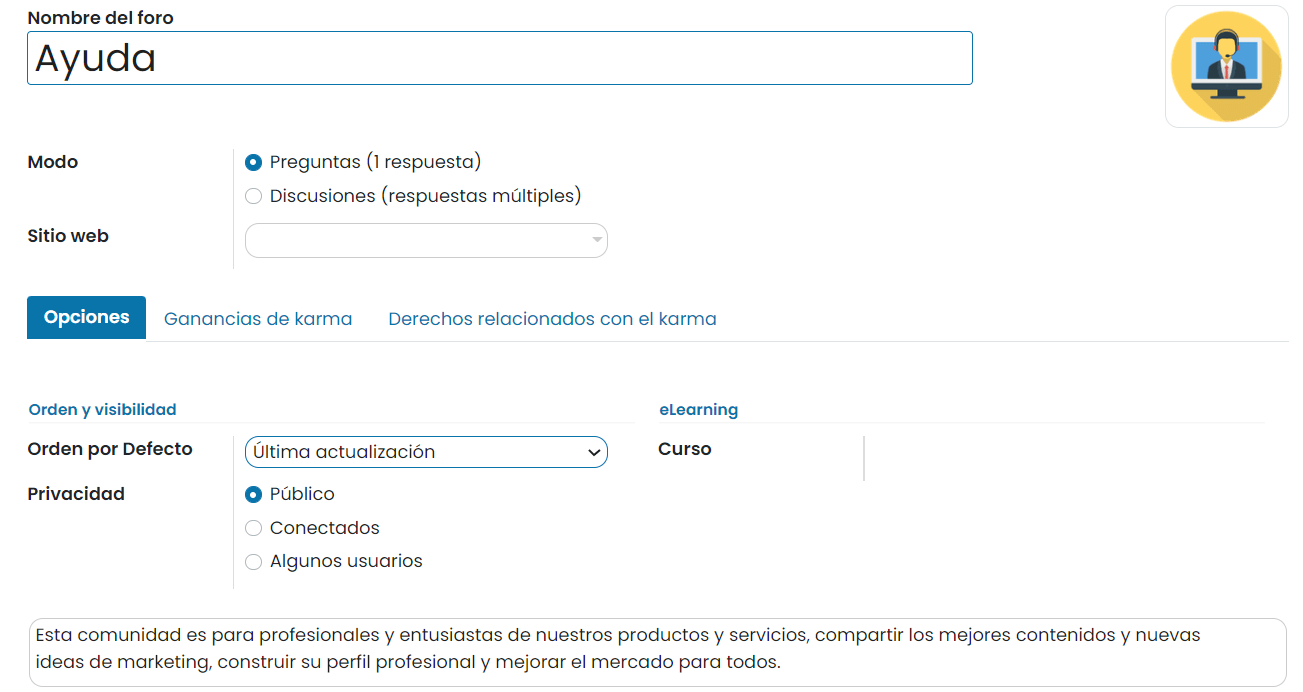 Nombre del foro
Ayuda
Modo
Preguntas (1 respuesta)
Discusiones (respuestas múltiples)
Sitio web
Opciones
Ganancias de karma
Derechos relacionados con el karma
Orden y visibilidad
eLearning
Orden por Defecto
Última actualización
Curso
Privacidad
Público
Conectados
Algunos usuarios
Esta comunidad es para profesionales y entusiastas de nuestros productos y servicios, compartir los mejores contenidos y nuevas
ideas de marketing, construir su perfil profesional y mejorar el mercado para todos.